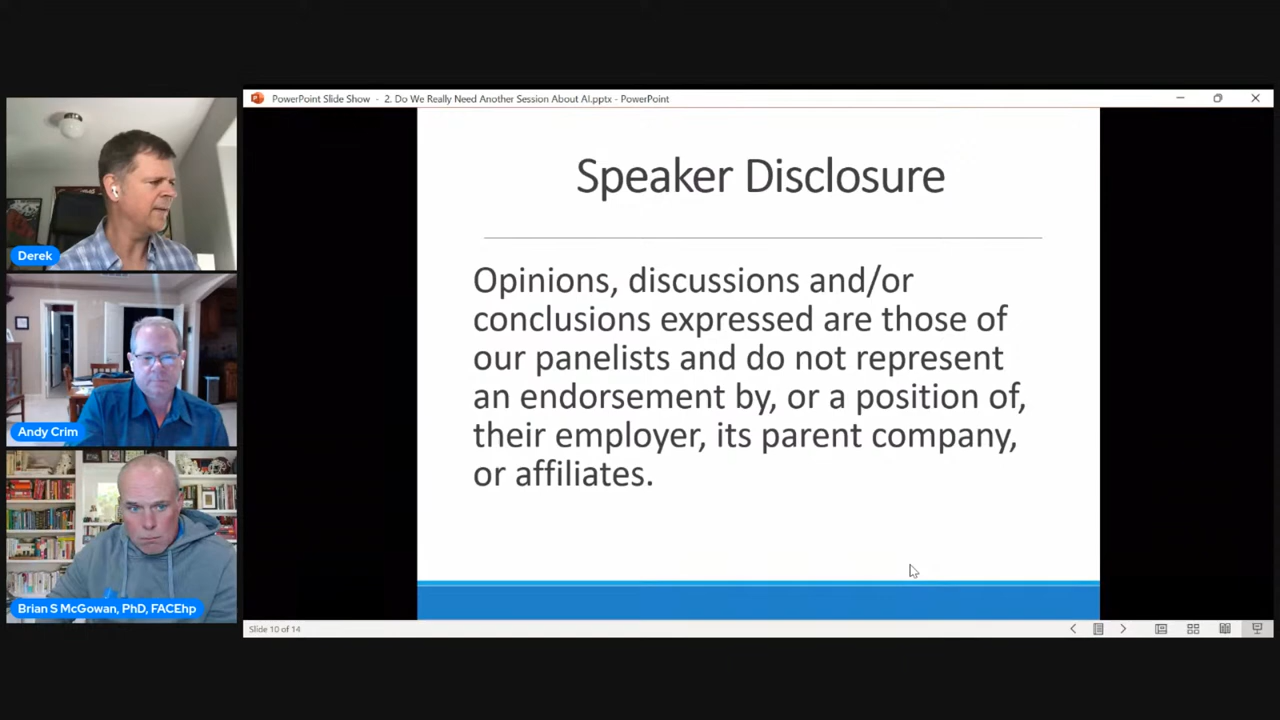 PowerPoint Slide Show - 2. Do We Really Need Another Session About AI.pptx - PowerPoint
Derek
Andy Crim
Brian S McGowan, PhD, FACEhp
Speaker Disclosure
Opinions, discussions and/or
conclusions expressed are those of
our panelists and do not represent
an endorsement by, or a position of,
their employer, its parent company,
or affiliates.
Slide 10 of 14